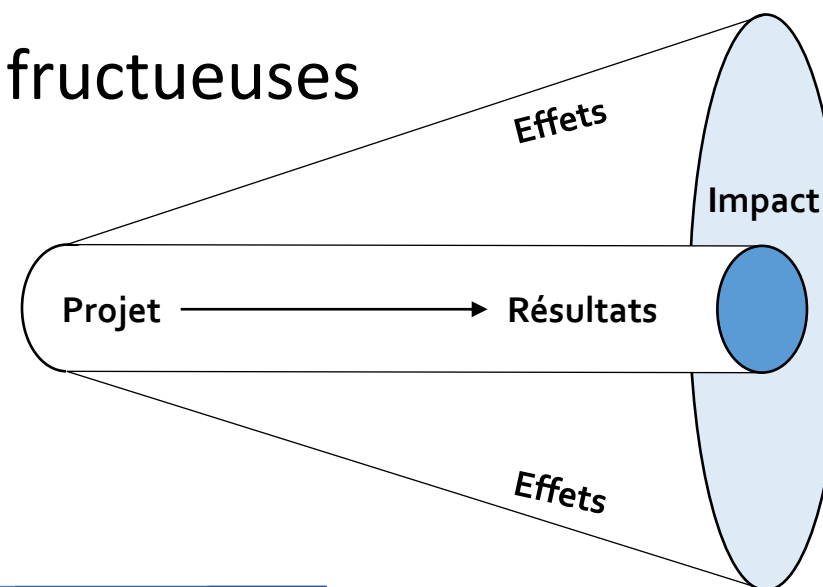 fructueuses
Effets
Impact
Projet
Résultats
Effets